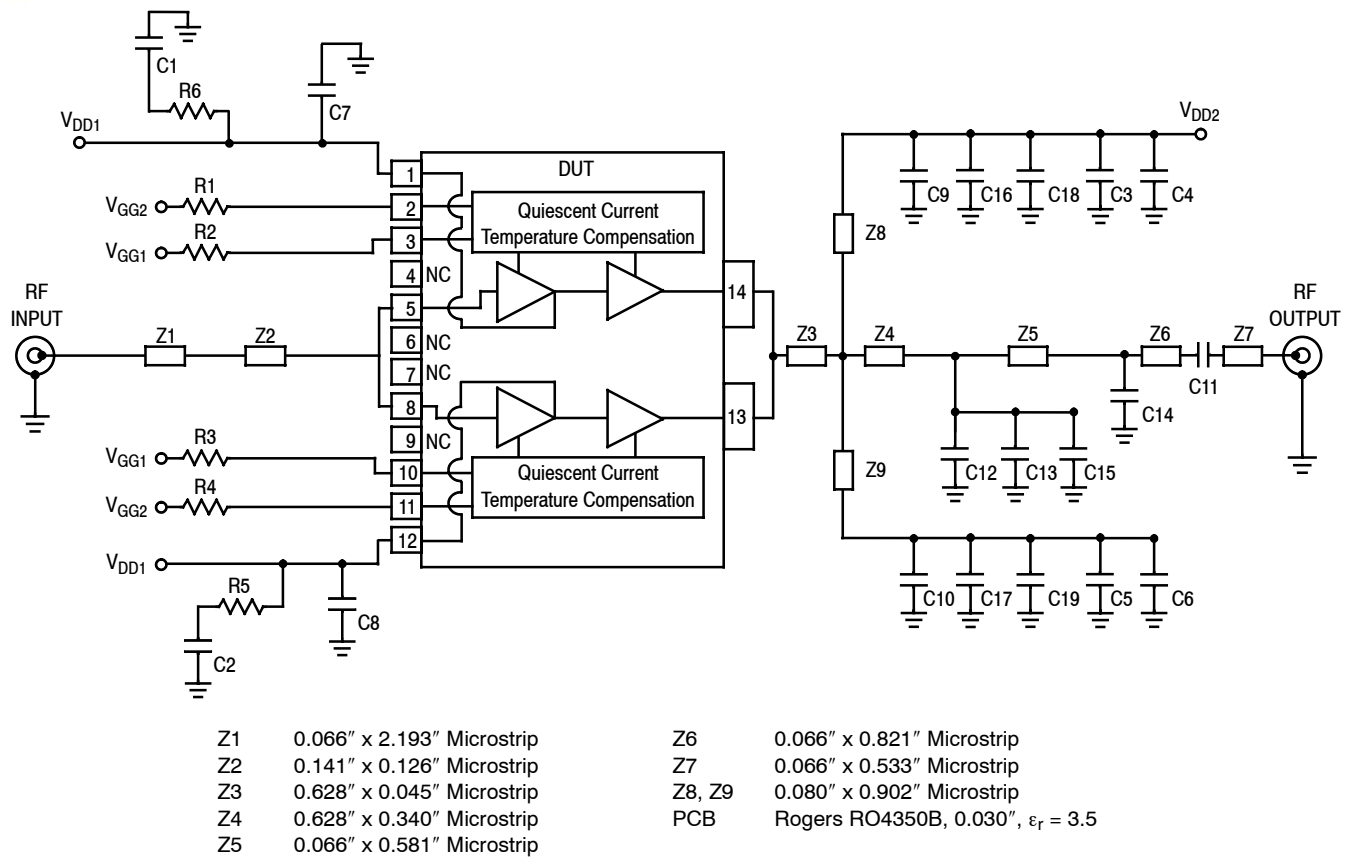 C1
R6
C7
VDD1
VDD2
1
DUT
C9 C16 C18 C3 C4
R1
VGG2
2
Quiescent Current
Temperature Compensation
R2
VGG1
3
Z8
4 NC
RF
INPUT
5
14
RF
OUTPUT
6 NC
Z1 Z2
Z3 Z4 Z5 Z6 Z7
7 NC
C11
8
13
C14
9 NC
R3
VGG1
10
Quiescent Current
Temperature Compensation
Z9
C12 C13 C15
R4
VGG2
11
12
VDD1
R5
C8
C2
C10 C17 C19 C5 C6
Z1 0.066″ x 2.193″ Microstrip
Z2 0.141″ x 0.126″ Microstrip
Z3 0.628″ x 0.045″ Microstrip
Z4 0.628″ x 0.340″ Microstrip
Z5 0.066″ x 0.581″ Microstrip
Z6 0.066″ x 0.821″ Microstrip
Z7 0.066″ x 0.533″ Microstrip
Z8, Z9 0.080″ x 0.902″ Microstrip
PCB Rogers RO4350B, 0.030″, εr = 3.5